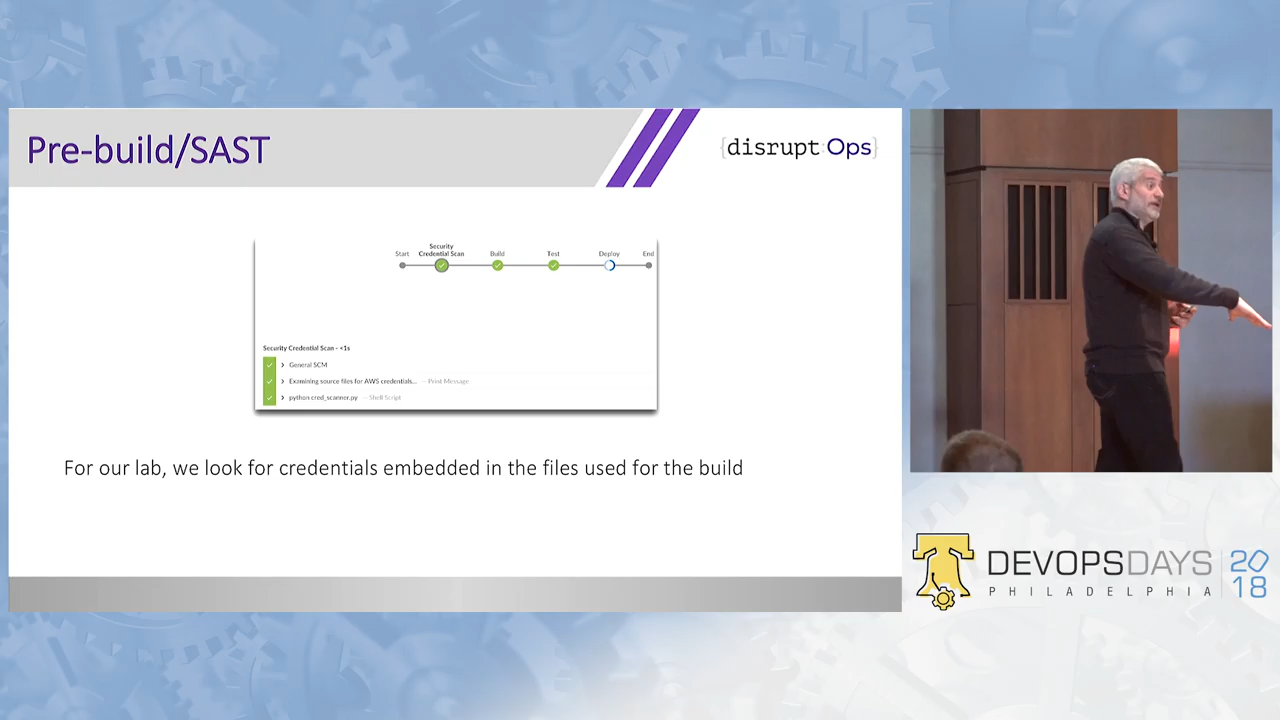 Pre-build/SAST
{disrupt:Ops}
Security
Start Credential Scan Build Test Deploy End
Security Credential Scan - <1s
General SCM
Examining source files for AWS credentials... — Print Message
python cred_scanner.py — Shell Script
For our lab, we look for credentials embedded in the files used for the build
DEVOPSDAYS 2018
PHILADELPHIA